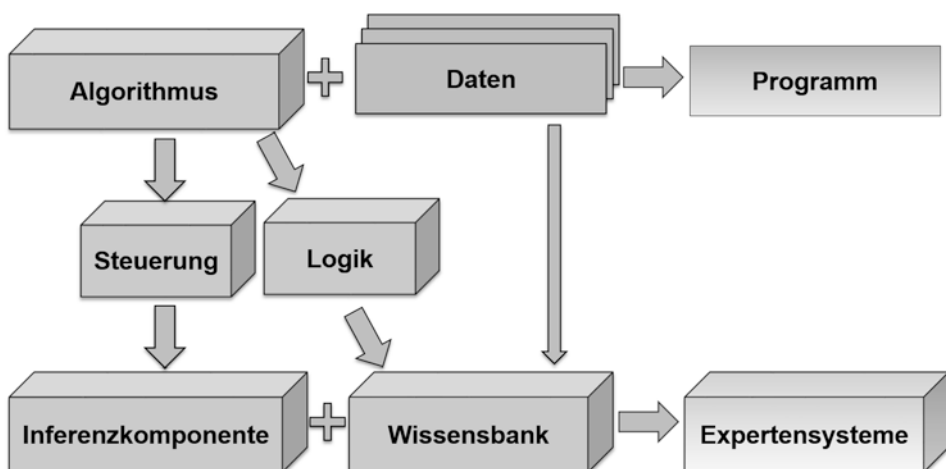 Algorithmus
+
Daten
Programm
Steuerung
Logik
Inferenzkomponente
+
Wissensbank
Expertensysteme